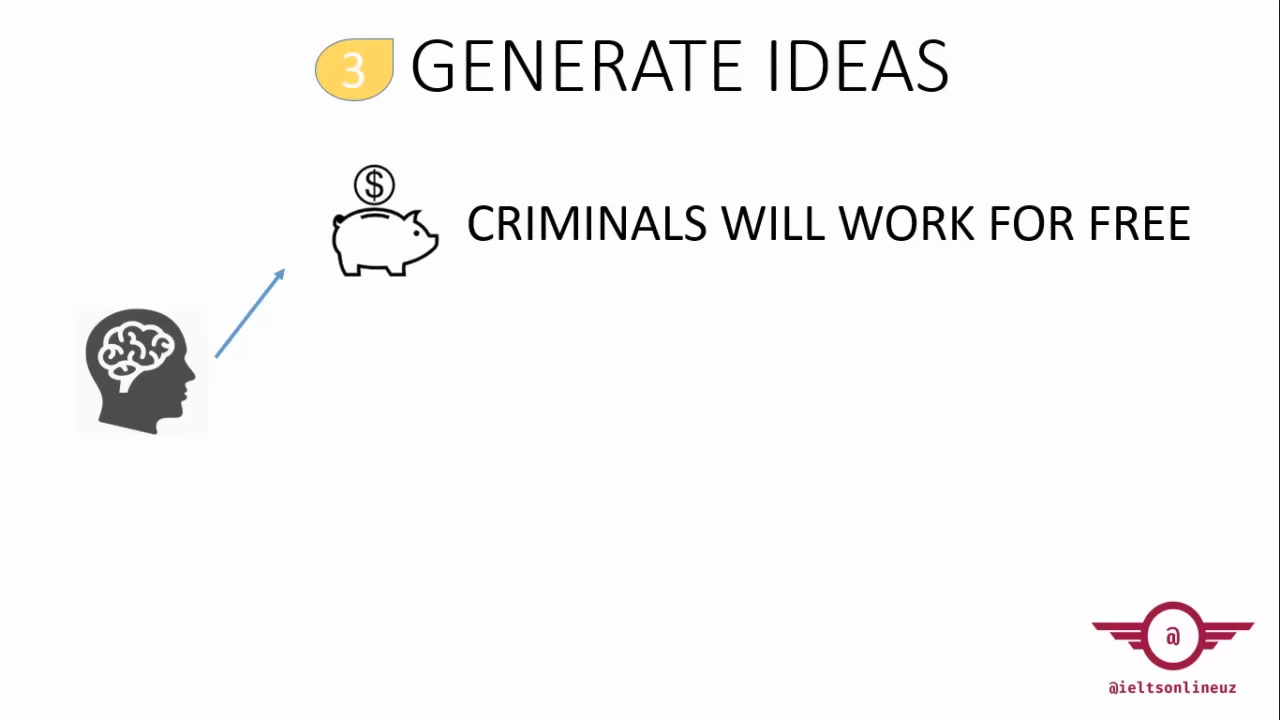 3 GENERATE IDEAS
$
CRIMINALS WILL WORK FOR FREE
@
@ieltsonlineuz